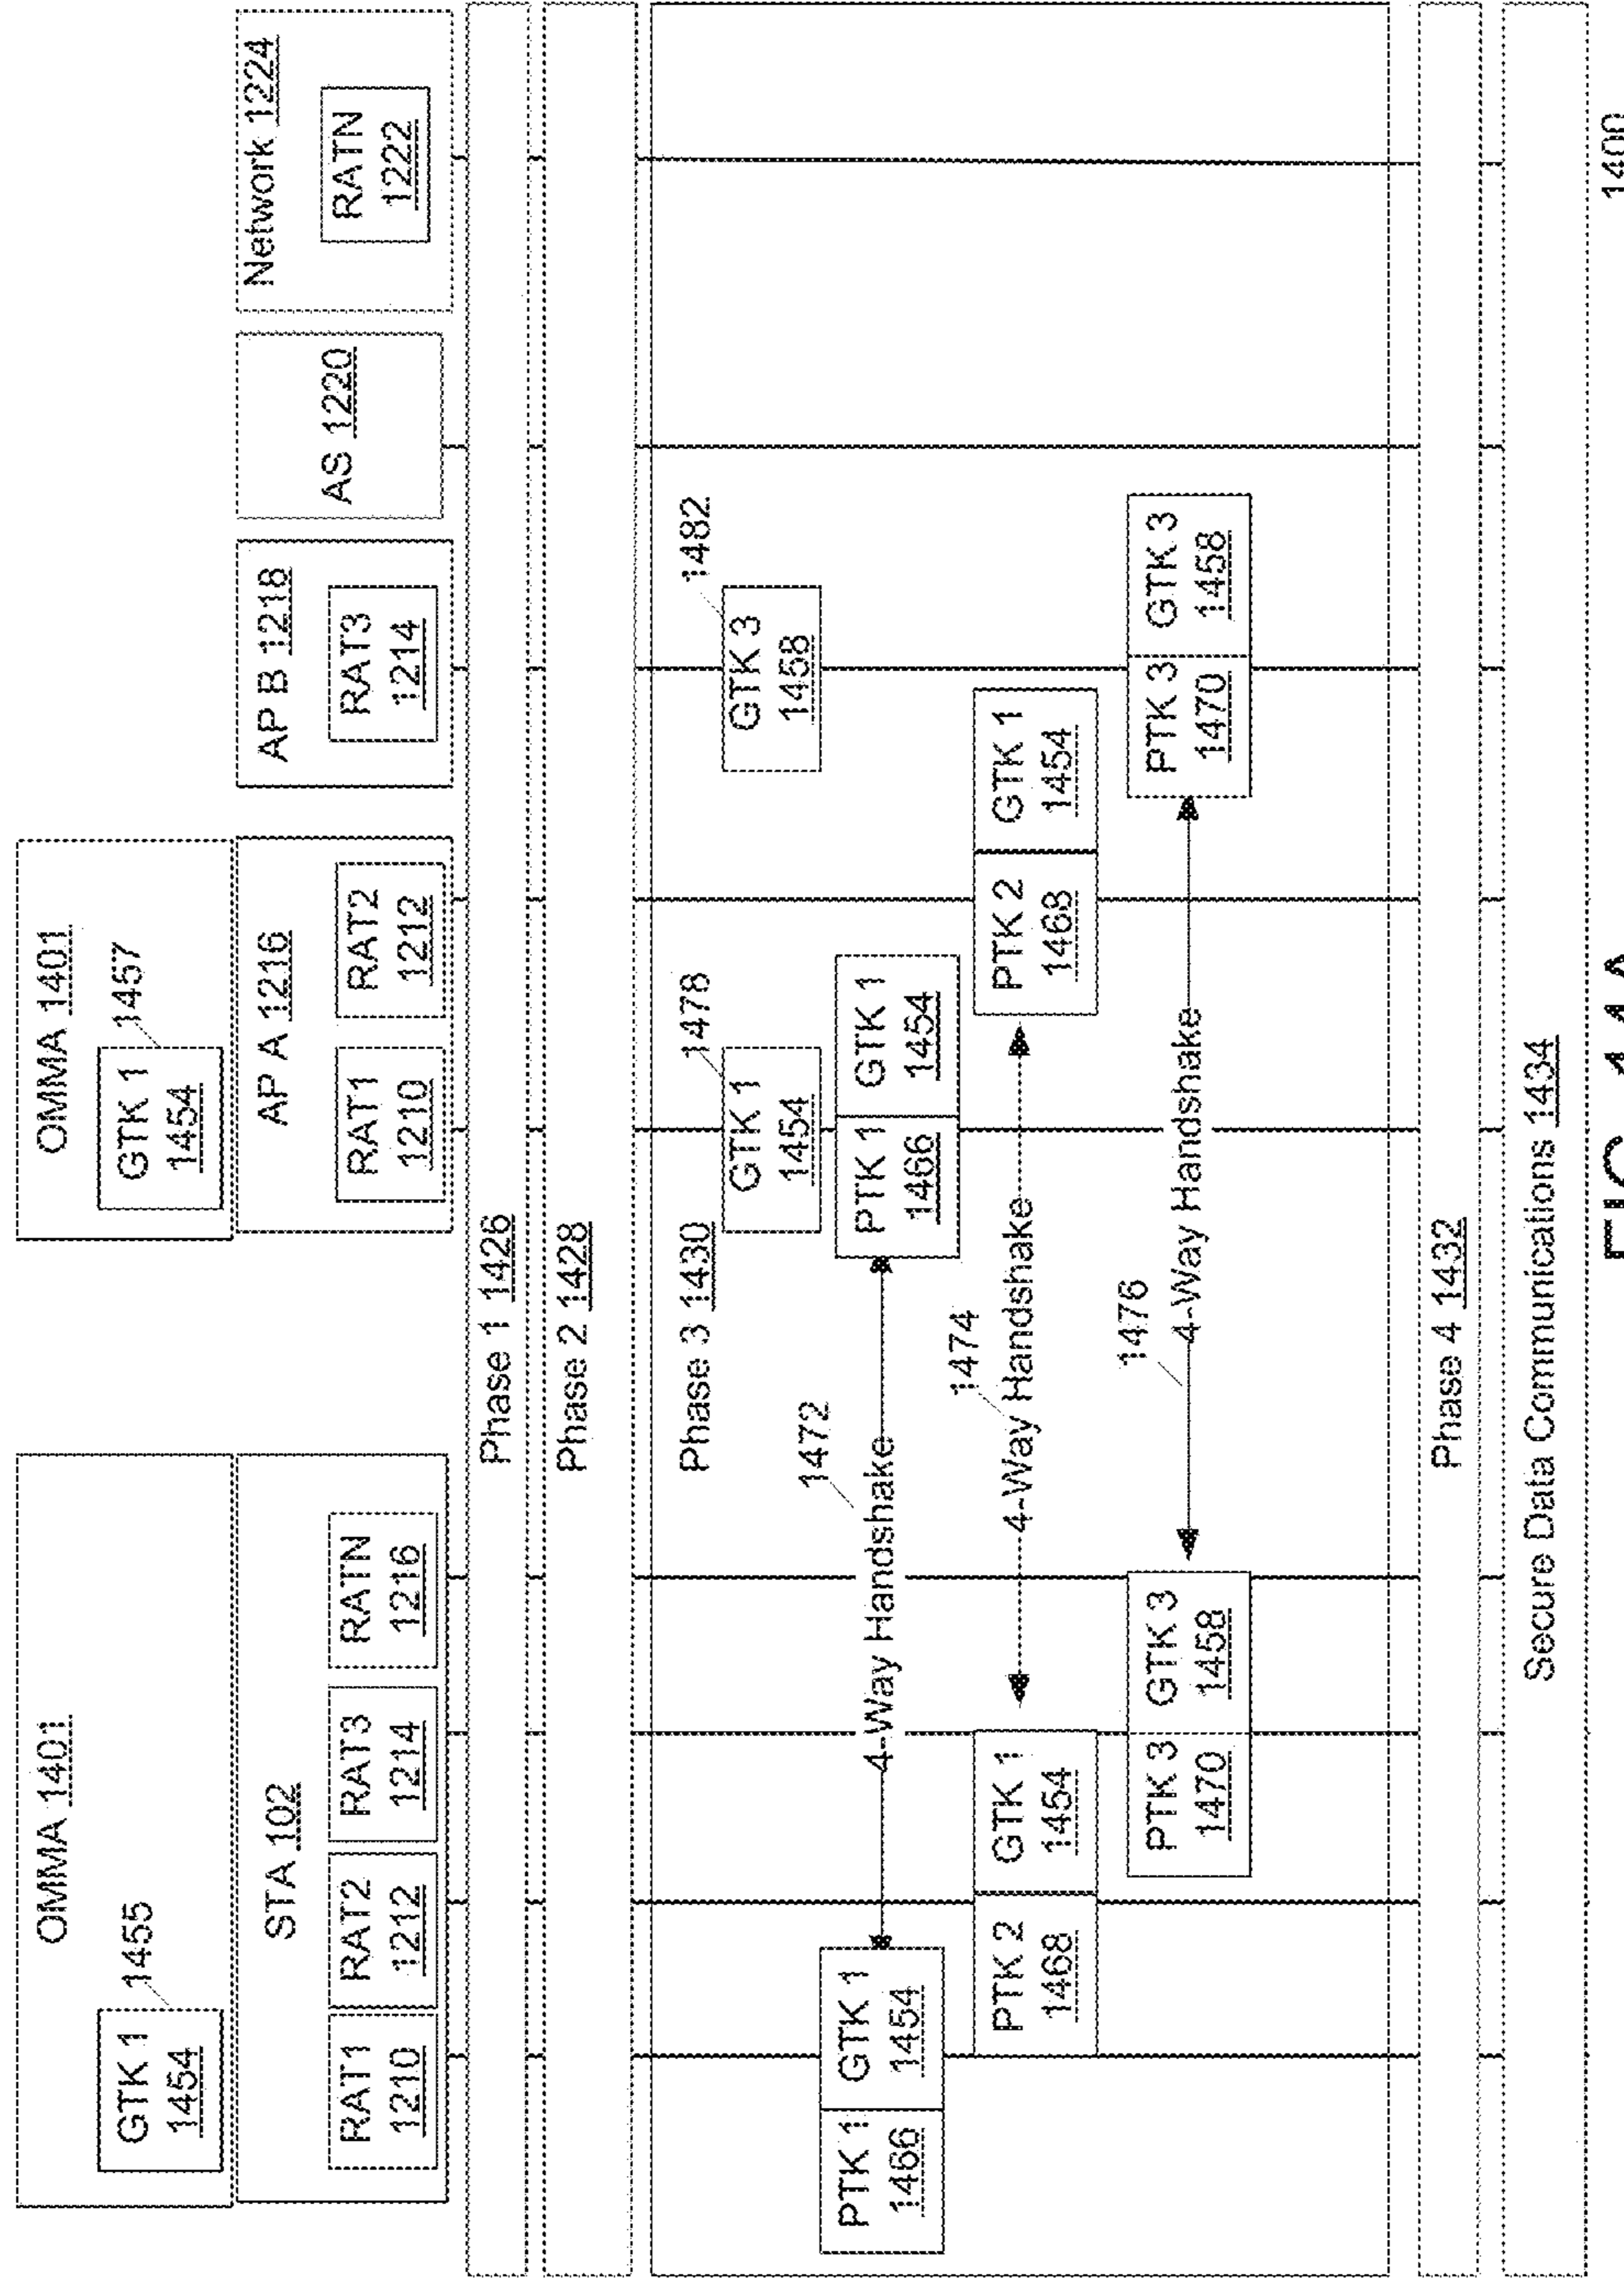 OMMA 1401
GTK 1
1454
1455
OMMA 1401
GTK 1
1454
1457
STA 102
RAT1
1210
RAT2
1212
RAT3
1214
RATN
1216
AP A 1216
RAT1
1210
RAT2
1212
AP B 1218
RAT3
1214
AS 1220
Network 1224
RATN
1222
Phase 1 1426
Phase 2 1428
Phase 3 1430
GTK 1
1454
1478
GTK 3
1458
1482
PTK 1
1466
GTK 1
1454
1472
4-Way Handshake
PTK 1
1466
GTK 1
1454
PTK 2
1468
GTK 1
1454
1474
4-Way Handshake
PTK 2
1468
GTK 1
1454
PTK 3
1470
GTK 3
1458
1476
4-Way Handshake
PTK 3
1470
GTK 3
1458
Phase 4 1432
Secure Data Communications 1434
1400